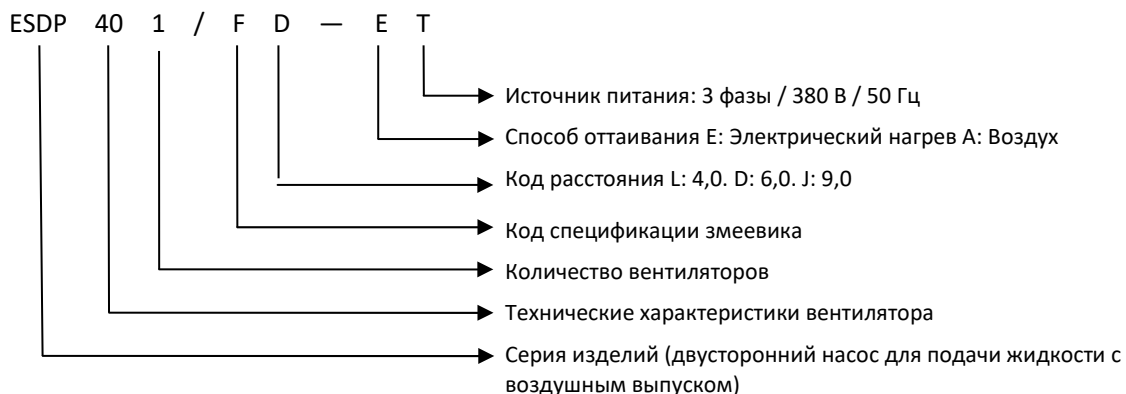 ESDP 40 1 / F D — E T
Источник питания: 3 фазы / 380 В / 50 Гц
Способ оттаивания E: Электрический нагрев A: Воздух
Код расстояния L: 4,0. D: 6,0. J: 9,0
Код спецификации змеевика
Количество вентиляторов
Технические характеристики вентилятора
Серия изделий (двусторонний насос для подачи жидкости с
воздушным выпуском)